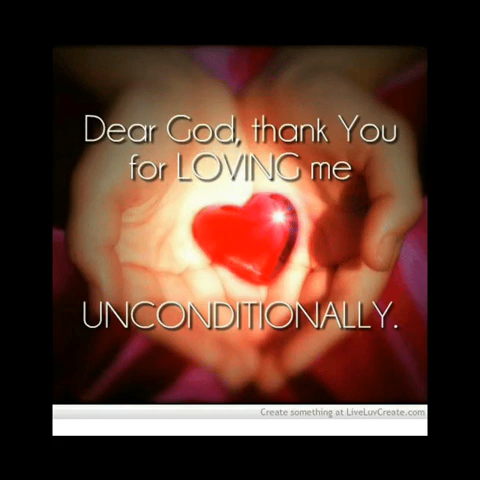 Dear God, thank You
for LOVING me
UNCONDITIONALLY.
Create something at LiveLuvCreate.com